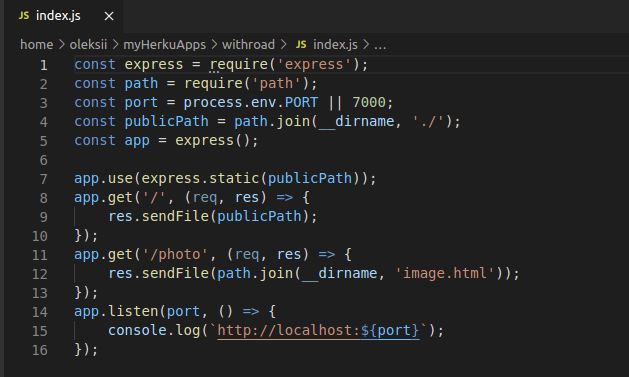 JS index.js ×
home > oleksii > myHerkuApps > withroad > JS index.js > ...
1 const express = require('express');
2 const path = require('path');
3 const port = process.env.PORT || 7000;
4 const publicPath = path.join(__dirname, './');
5 const app = express();
6
7 app.use(express.static(publicPath));
8 app.get('/', (req, res) => {
9     res.sendFile(publicPath);
10 });
11 app.get('/photo', (req, res) => {
12     res.sendFile(path.join(__dirname, 'image.html'));
13 });
14 app.listen(port, () => {
15     console.log(`http://localhost:${port}`);
16 });